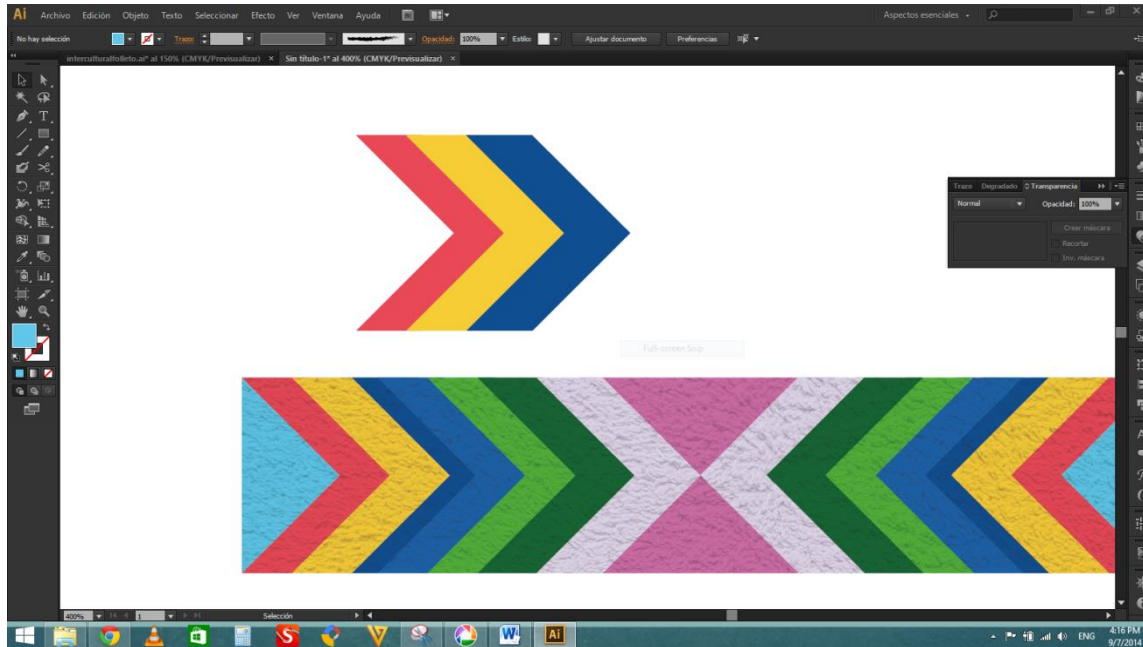 Ai Archivo Edición Objeto Texto Seleccionar Efecto Ver Ventana Ayuda Br Aspectos esenciales
No hay selección Trazo: Opacidad: 100% Estilo: Ajustar documento Preferencias
interculturalfolleto.ai* al 150% (CMYK/Previsualizar) × Sin título-1* al 400% (CMYK/Previsualizar) ×
Trazo Degradado Transparencia
Normal Opacidad: 100%
Crear máscara
Recortar
Inv. máscara
Full-screen Snip
400% 1 Selección
ENG 4:16 PM
9/7/2014